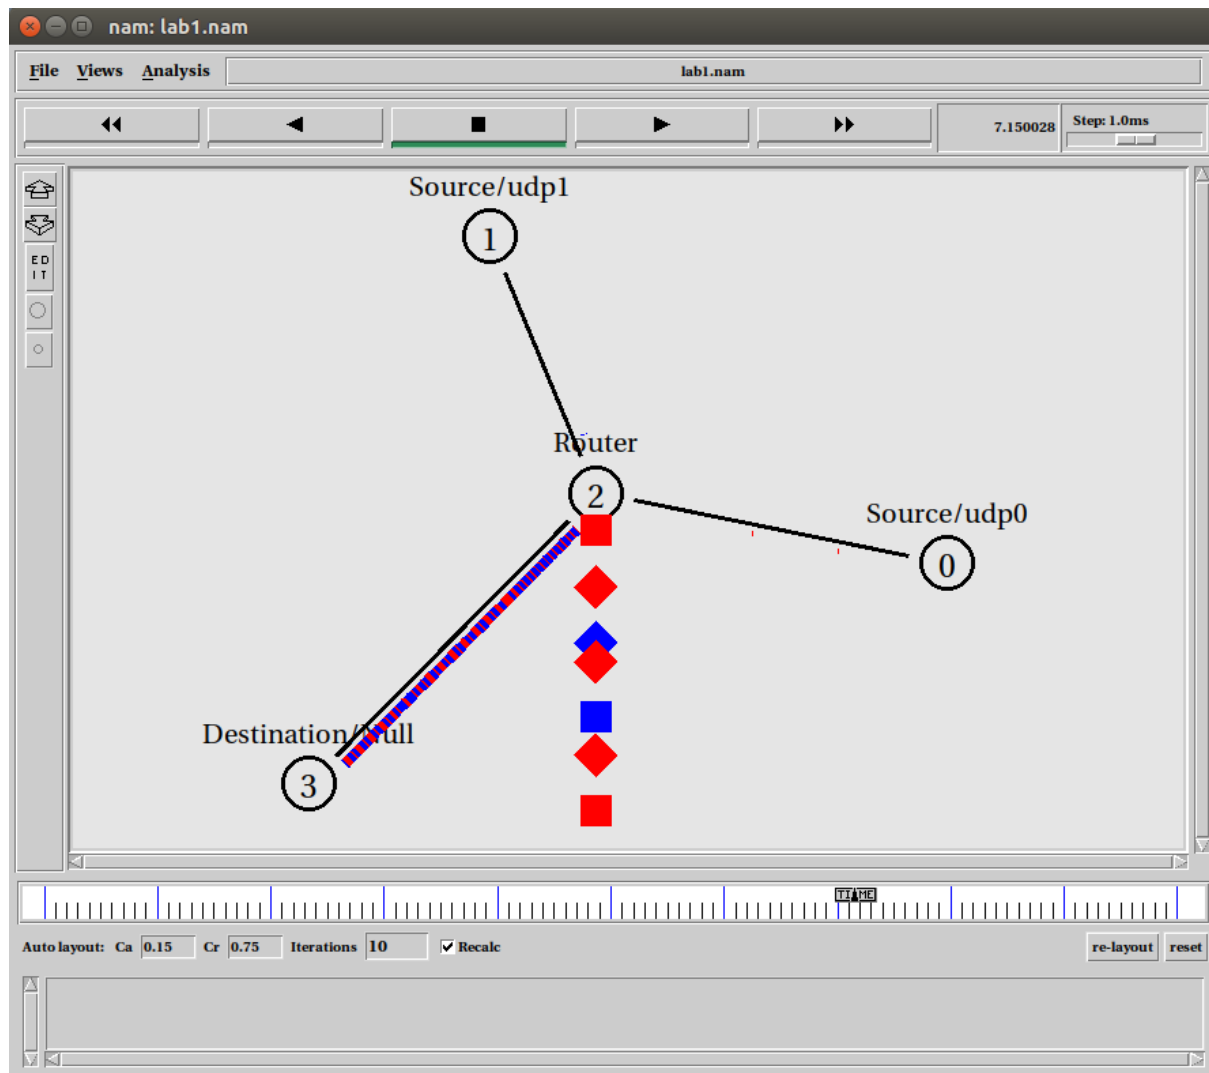 nam: lab1.nam
File Views Analysis lab1.nam
7.150028 Step: 1.0ms
E D
I T
Source/udp1
1
Router
2
Source/udp0
0
Destination/Null
3
TIME
Auto layout: Ca 0.15 Cr 0.75 Iterations 10 Recalc re-layout reset